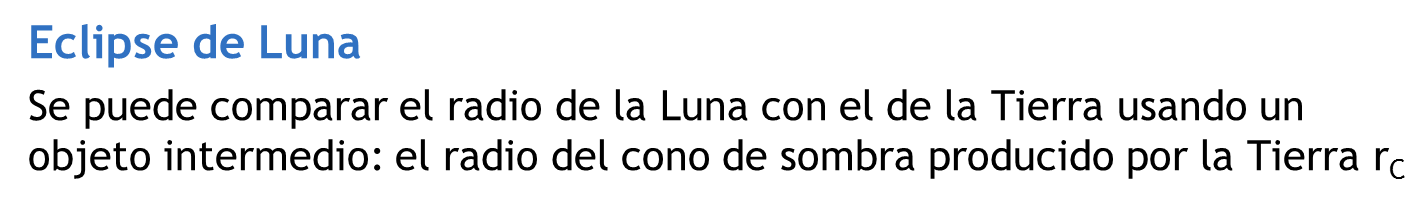 Eclipse de Luna
Se puede comparar el radio de la Luna con el de la Tierra usando un
objeto intermedio: el radio del cono de sombra producido por la Tierra r_C